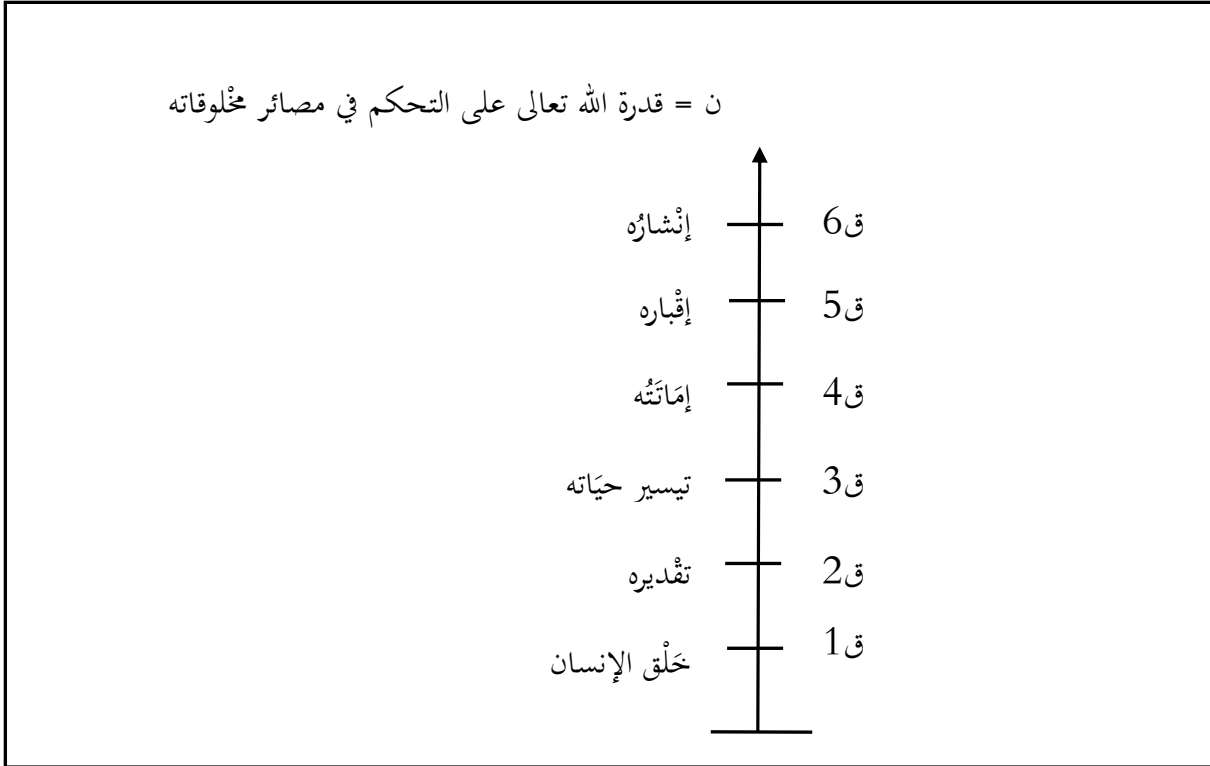 ن = قدرة الله تعالى على التحكم في مصائر مخْلوقاته
ق6 إنْشارُه
ق5 إقْباره
ق4 إمَاتَتُه
ق3 تيسير حيَاته
ق2 تقْديره
ق1 خَلْق الإنسان